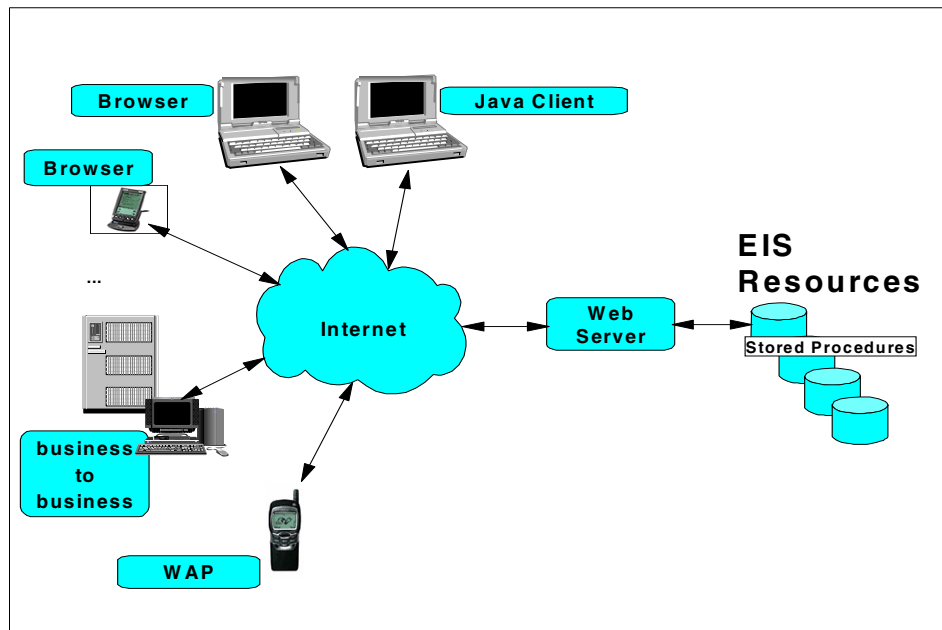 Browser
Java Client
Browser
...
EIS
Resources
Internet
Web
Server
Stored Procedures
business
to
business
WAP